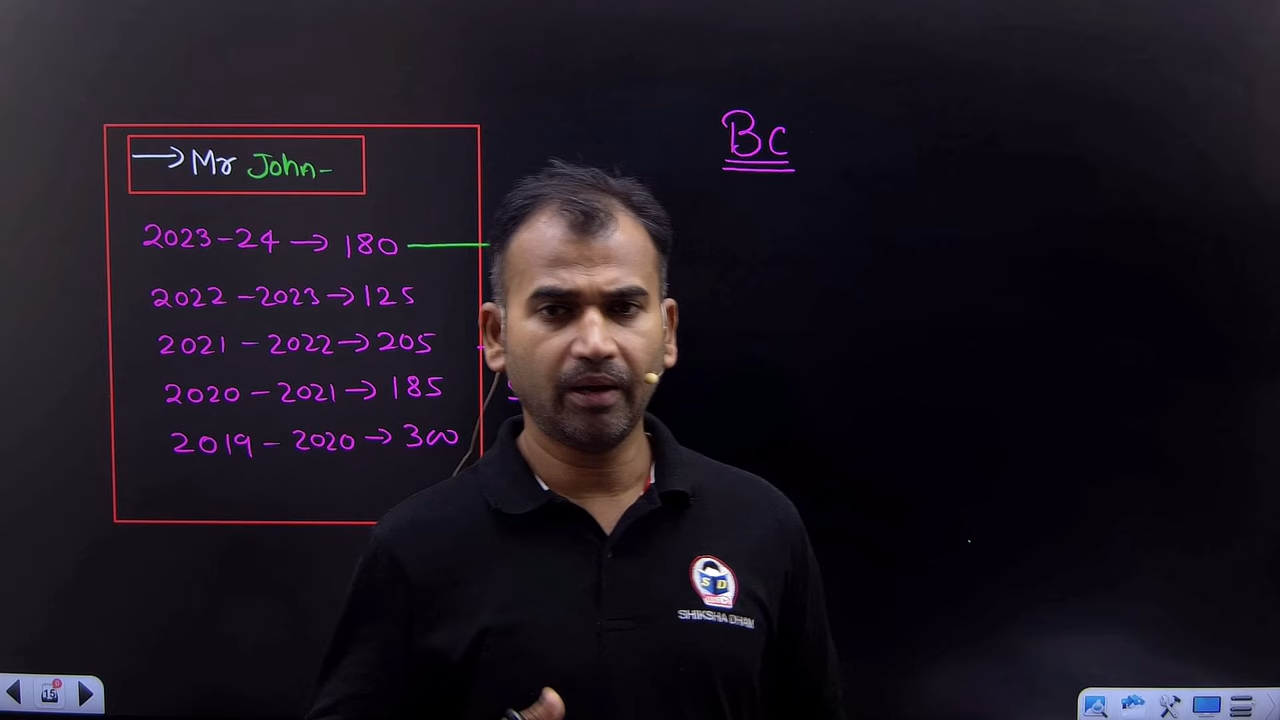 → Mr John-
2023-24 → 180
2022-2023 → 125
2021-2022 → 205
2020-2021 → 185
2019-2020 → 300
Bc
S D
SHIKSHA DHAM
15